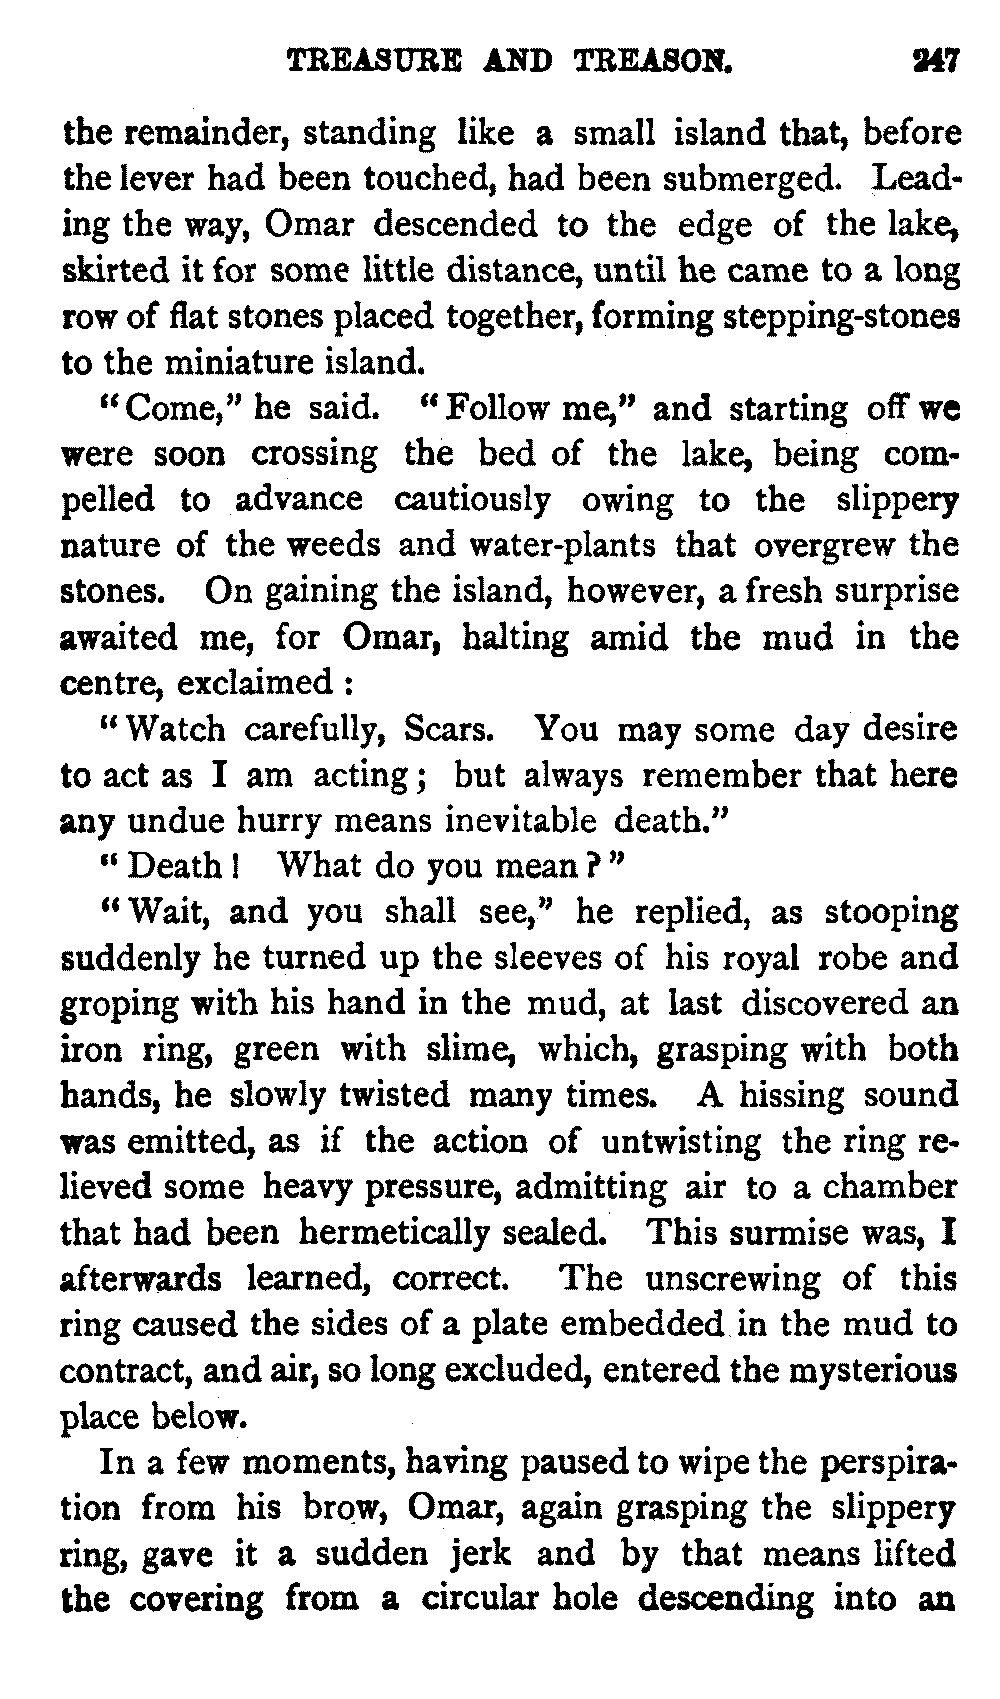 TREASURE AND TREASON. 247
the remainder, standing like a small island that, before
the lever had been touched, had been submerged. Lead-
ing the way, Omar descended to the edge of the lake,
skirted it for some little distance, until he came to a long
row of flat stones placed together, forming stepping-stones
to the miniature island.
"Come," he said. "Follow me," and starting off we
were soon crossing the bed of the lake, being com-
pelled to advance cautiously owing to the slippery
nature of the weeds and water-plants that overgrew the
stones. On gaining the island, however, a fresh surprise
awaited me, for Omar, halting amid the mud in the
centre, exclaimed :
"Watch carefully, Scars. You may some day desire
to act as I am acting; but always remember that here
any undue hurry means inevitable death."
"Death! What do you mean?"
"Wait, and you shall see," he replied, as stooping
suddenly he turned up the sleeves of his royal robe and
groping with his hand in the mud, at last discovered an
iron ring, green with slime, which, grasping with both
hands, he slowly twisted many times. A hissing sound
was emitted, as if the action of untwisting the ring re-
lieved some heavy pressure, admitting air to a chamber
that had been hermetically sealed. This surmise was, I
afterwards learned, correct. The unscrewing of this
ring caused the sides of a plate embedded in the mud to
contract, and air, so long excluded, entered the mysterious
place below.
In a few moments, having paused to wipe the perspira-
tion from his brow, Omar, again grasping the slippery
ring, gave it a sudden jerk and by that means lifted
the covering from a circular hole descending into an